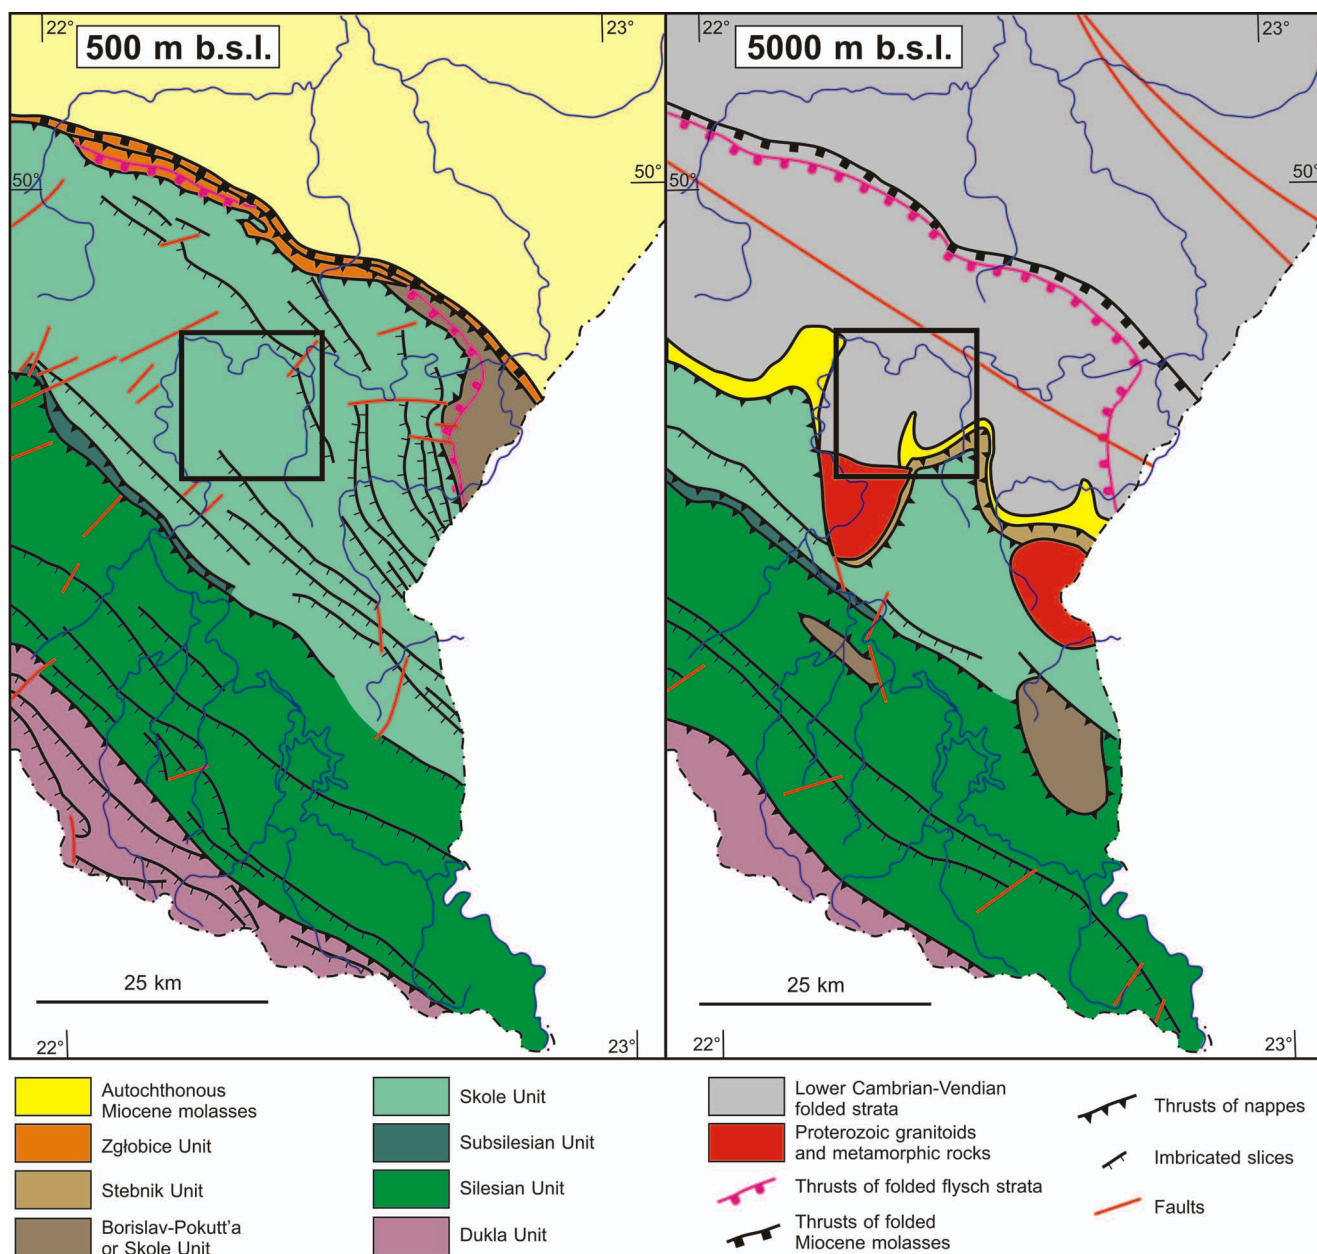 22°
500 m b.s.l.
23°
22°
5000 m b.s.l.
23°
50°
50°
50°
50°
25 km
25 km
22°
23°
22°
23°
Autochthonous
Miocene molasses
Zgłobice Unit
Stebnik Unit
Borislav-Pokutt'a
or Skole Unit
Skole Unit
Subsilesian Unit
Silesian Unit
Dukla Unit
Lower Cambrian-Vendian
folded strata
Proterozoic granitoids
and metamorphic rocks
Thrusts of folded flysch strata
Thrusts of folded
Miocene molasses
Thrusts of nappes
Imbricated slices
Faults